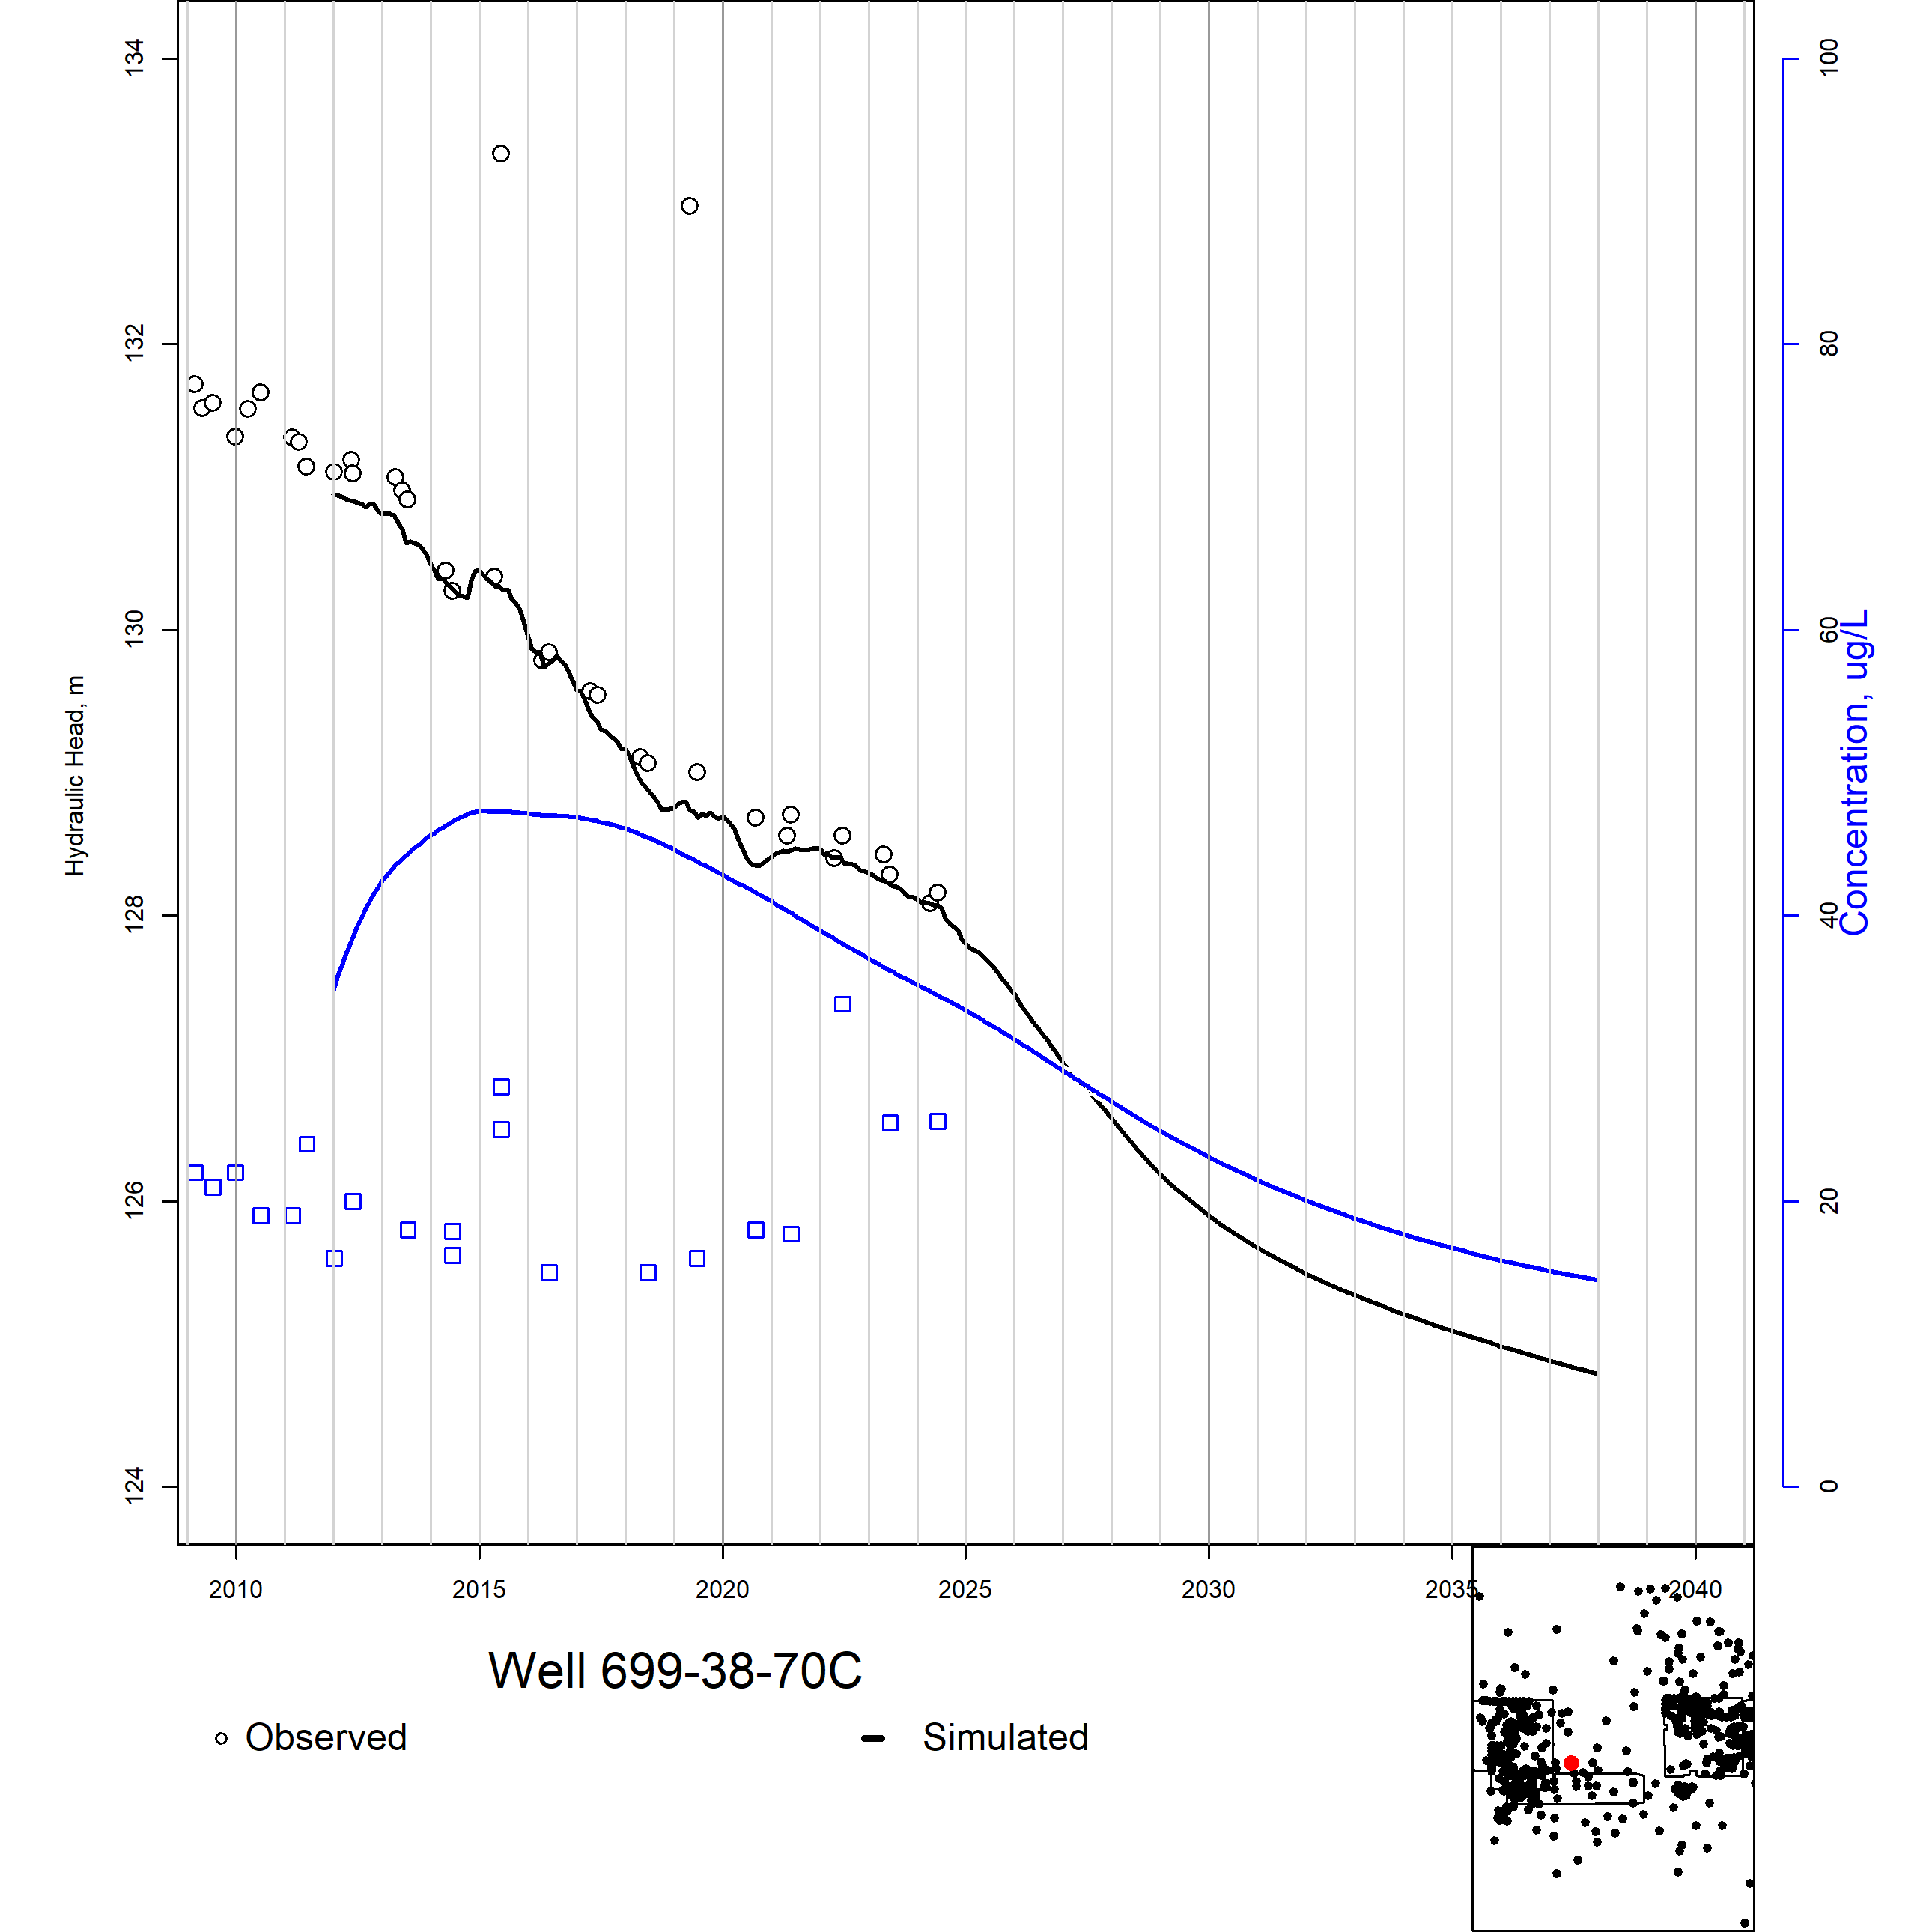 134
132
130
128
126
124
Hydraulic Head, m
100
80
60
40
20
0
Concentration, ug/L
2010 2015 2020 2025 2030 2035 2040
Well 699-38-70C
Observed Simulated